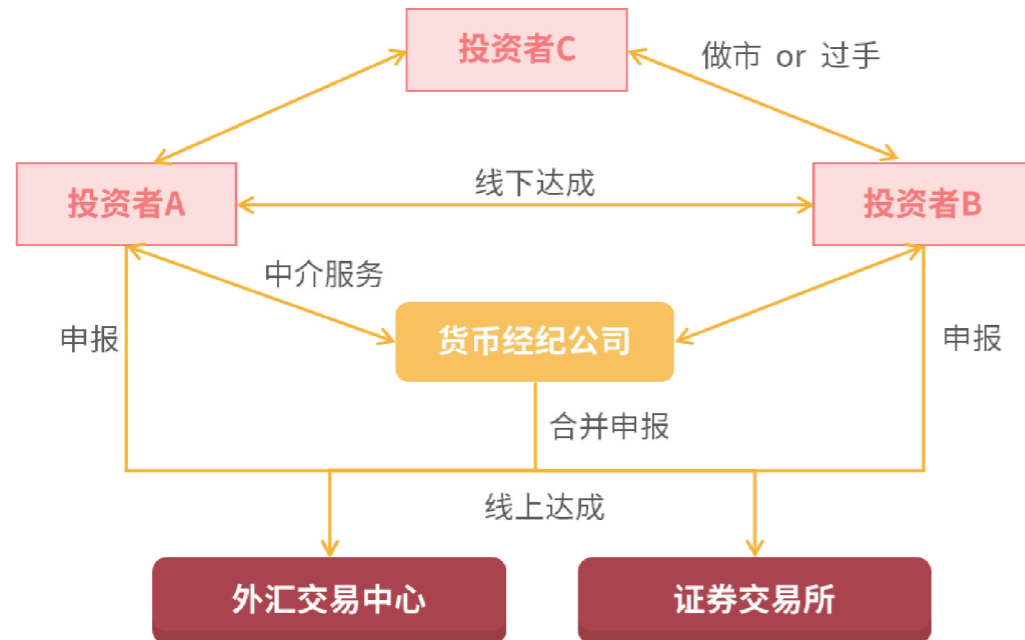 投资者C
做市 or 过手
投资者A
线下达成
投资者B
中介服务
申报
货币经纪公司
申报
合并申报
线上达成
外汇交易中心
证券交易所